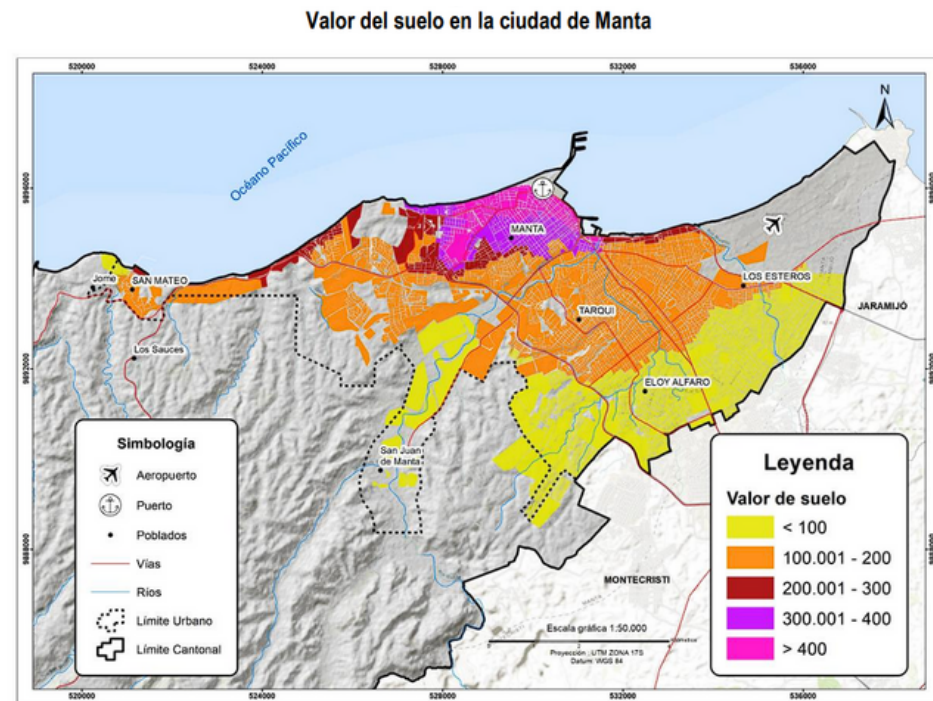 Valor del suelo en la ciudad de Manta
520000 524000 528000 532000 536000
N
Océano Pacífico
9896000
9896000
MANTA
Jome
SAN MATEO
LOS ESTEROS
JARAMIJÓ
TARQUI
Los Sauces
9892000
9892000
ELOY ALFARO
San Juan
de Manta
Simbología
Aeropuerto
Puerto
Poblados
Vías
Ríos
Límite Urbano
Límite Cantonal
Leyenda
Valor de suelo
< 100
100.001 - 200
200.001 - 300
300.001 - 400
> 400
9888000
9888000
MONTECRISTI
Escala gráfica 1:50,000
Proyección : UTM ZONA 17S
Datum: WGS 84
520000 524000 528000 532000 536000